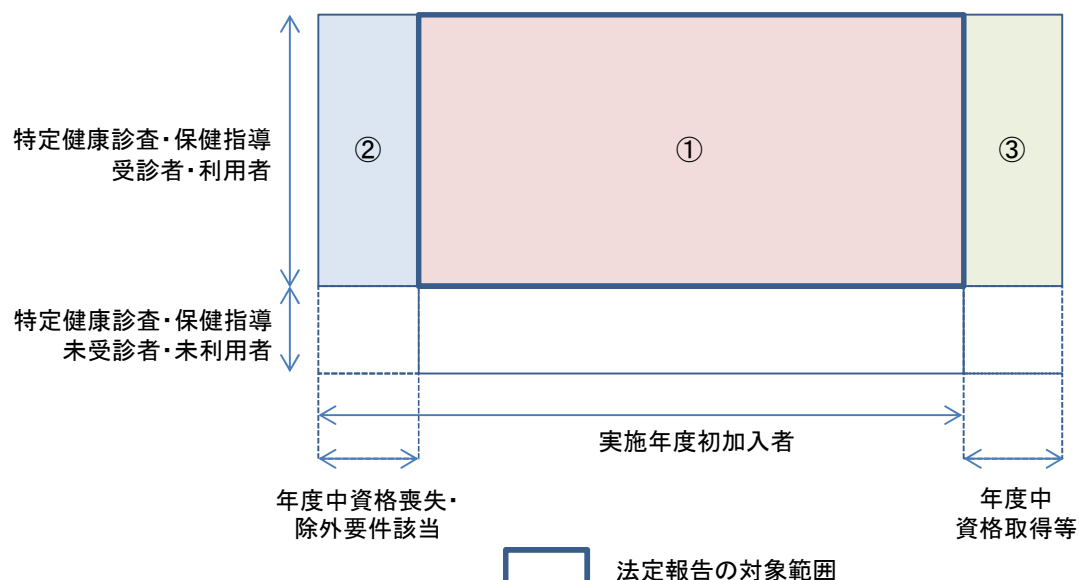 特定健康診査・保健指導
受診者・利用者
②
①
③
特定健康診査・保健指導
未受診者・未利用者
実施年度初加入者
年度中資格喪失・
除外要件該当
年度中
資格取得等
法定報告の対象範囲